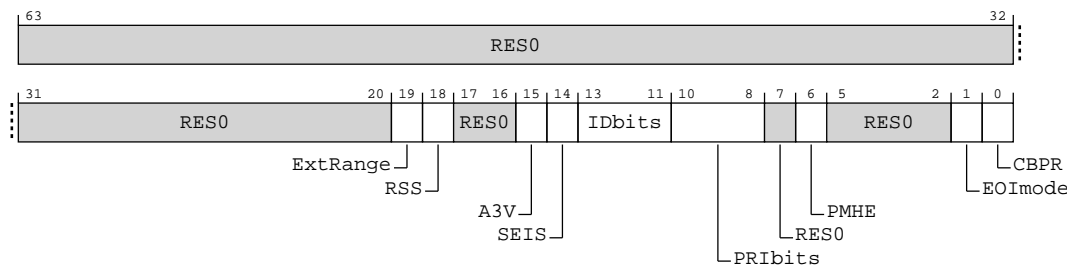 63 32
RES0
31 20 19 18 17 16 15 14 13 11 10 8 7 6 5 2 1 0
RES0 RES0 IDbits RES0
ExtRange CBPR
RSS EOImode
A3V PMHE
SEIS RES0
PRIbits